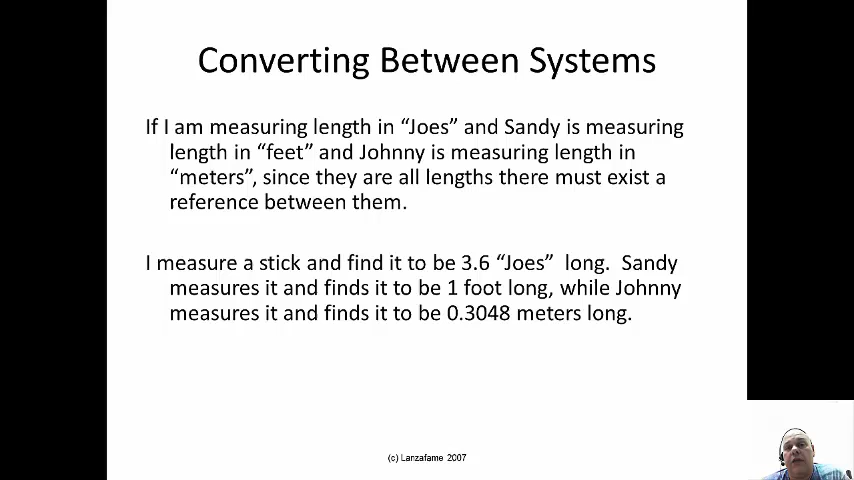 Converting Between Systems
If I am measuring length in “Joes” and Sandy is measuring
length in “feet” and Johnny is measuring length in
“meters”, since they are all lengths there must exist a
reference between them.
I measure a stick and find it to be 3.6 “Joes”  long.  Sandy
measures it and finds it to be 1 foot long, while Johnny
measures it and finds it to be 0.3048 meters long.
(c) Lanzafame 2007